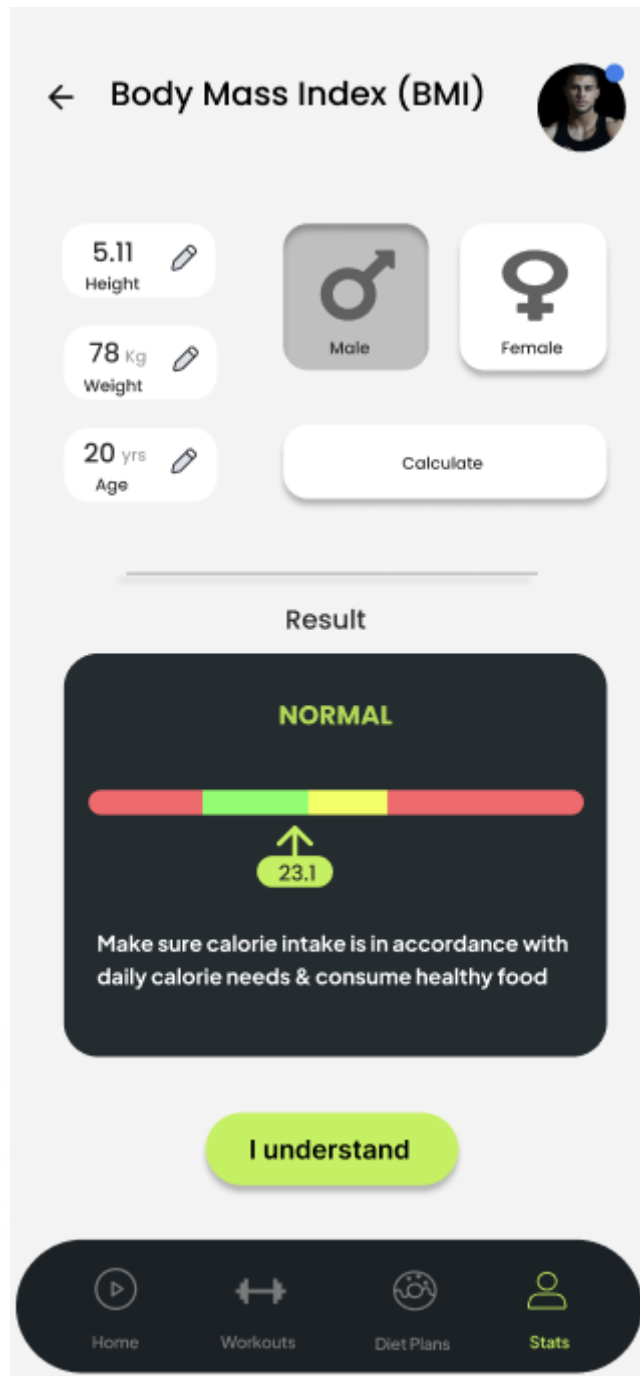 Body Mass Index (BMI)
5.11
Height
78 Kg
Weight
20 yrs
Age
Male
Female
Calculate
Result
NORMAL
23.1
Make sure calorie intake is in accordance with
daily calorie needs & consume healthy food
I understand
Home
Workouts
Diet Plans
Stats